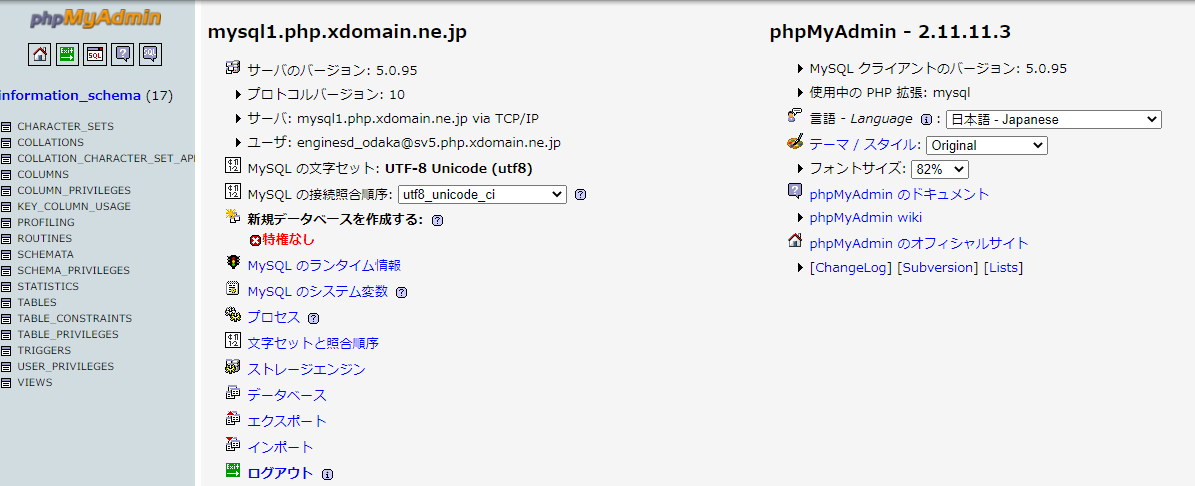 phpMyAdmin
Exit
SQL
SQL
information_schema (17)
CHARACTER_SETS
COLLATIONS
COLLATION_CHARACTER_SET_AP
COLUMNS
COLUMN_PRIVILEGES
KEY_COLUMN_USAGE
PROFILING
ROUTINES
SCHEMATA
SCHEMA_PRIVILEGES
STATISTICS
TABLES
TABLE_CONSTRAINTS
TABLE_PRIVILEGES
TRIGGERS
USER_PRIVILEGES
VIEWS
mysql1.php.xdomain.ne.jp
サーバのバージョン: 5.0.95
プロトコルバージョン: 10
サーバ: mysql1.php.xdomain.ne.jp via TCP/IP
ユーザ: enginesd_odaka@sv5.php.xdomain.ne.jp
MySQL の文字セット: UTF-8 Unicode (utf8)
MySQL の接続照合順序: utf8_unicode_ci
新規データベースを作成する:
特権なし
MySQL のランタイム情報
MySQL のシステム変数
プロセス
文字セットと照合順序
ストレージエンジン
データベース
エクスポート
インポート
ログアウト
phpMyAdmin - 2.11.11.3
MySQL クライアントのバージョン: 5.0.95
使用中の PHP 拡張: mysql
言語 - Language : 日本語 - Japanese
テーマ / スタイル: Original
フォントサイズ: 82%
phpMyAdmin のドキュメント
phpMyAdmin wiki
phpMyAdmin のオフィシャルサイト
[ChangeLog] [Subversion] [Lists]